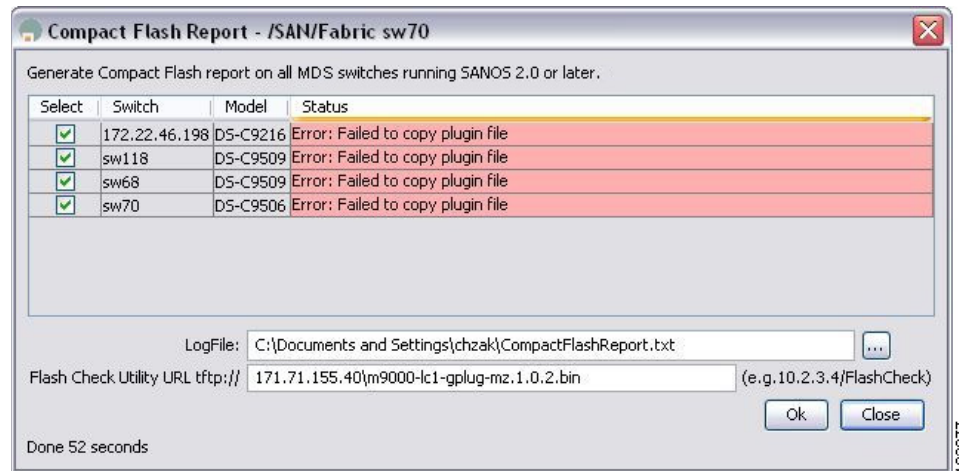 Compact Flash Report - /SAN/Fabric sw70
Generate Compact Flash report on all MDS switches running SANOS 2.0 or later.
Select Switch Model Status
172.22.46.198 DS-C9216 Error: Failed to copy plugin file
sw118 DS-C9509 Error: Failed to copy plugin file
sw68 DS-C9509 Error: Failed to copy plugin file
sw70 DS-C9506 Error: Failed to copy plugin file
LogFile: C:\Documents and Settings\chzak\CompactFlashReport.txt ...
Flash Check Utility URL tftp:// 171.71.155.40\m9000-lc1-gplug-mz.1.0.2.bin (e.g.10.2.3.4/FlashCheck)
Ok Close
Done 52 seconds